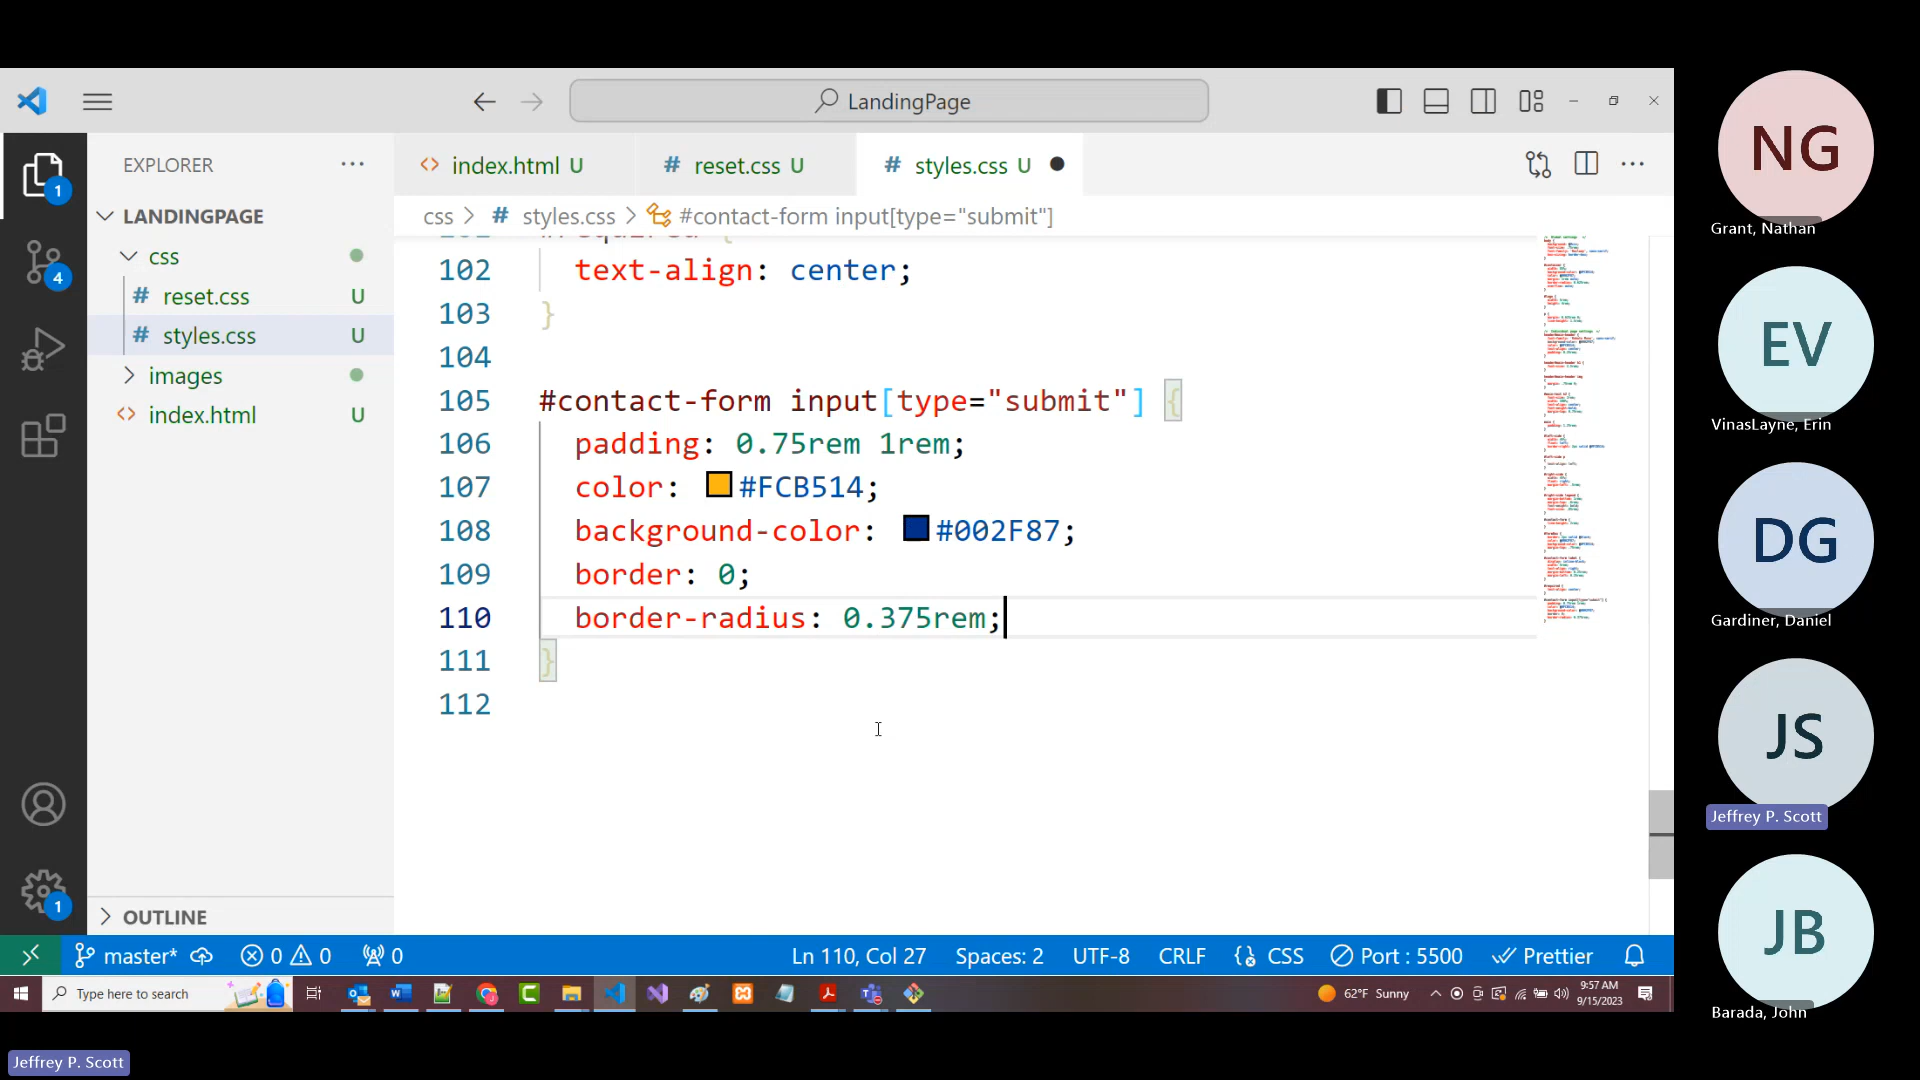 LandingPage
EXPLORER
LANDINGPAGE
css
reset.css U
styles.css U
images
index.html U
OUTLINE
1
4
1
index.html U
reset.css U
styles.css U
css > # styles.css > #contact-form input[type="submit"]
102 text-align: center;
103 }
104
105 #contact-form input[type="submit"] {
106 padding: 0.75rem 1rem;
107 color: #FCB514;
108 background-color: #002F87;
109 border: 0;
110 border-radius: 0.375rem;
111 }
112
master* 0 0 0 Ln 110, Col 27 Spaces: 2 UTF-8 CRLF CSS Port : 5500 Prettier
Type here to search
62°F Sunny
9:57 AM
9/15/2023
NG
Grant, Nathan
EV
VinasLayne, Erin
DG
Gardiner, Daniel
JS
Jeffrey P. Scott
JB
Barada, John
Jeffrey P. Scott